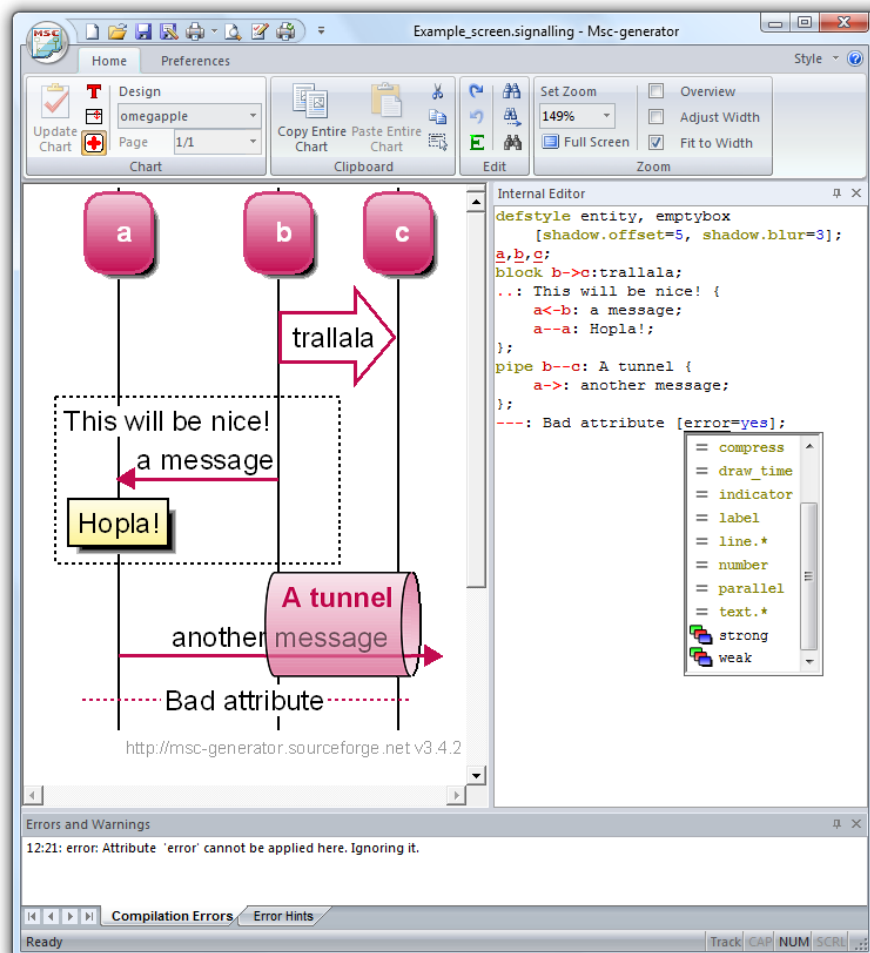 MSC
Example_screen.signalling - Msc-generator
Home
Preferences
Style
Update Chart
T
Design
omegapple
Page
1/1
Chart
Copy Entire Chart
Paste Entire Chart
Clipboard
E
Edit
Set Zoom
149%
Full Screen
Overview
Adjust Width
Fit to Width
Zoom
a
b
c
trallala
This will be nice!
a message
Hopla!
A tunnel
another message
Bad attribute
http://msc-generator.sourceforge.net v3.4.2
Internal Editor
defstyle entity, emptybox
[shadow.offset=5, shadow.blur=3];
a,b,c;
block b->c:trallala;
..: This will be nice! {
a<-b: a message;
a--a: Hopla!;
};
pipe b--c: A tunnel {
a->: another message;
};
---: Bad attribute [error=yes];
= compress
= draw_time
= indicator
= label
= line.*
= number
= parallel
= text.*
strong
weak
Errors and Warnings
12:21: error: Attribute 'error' cannot be applied here. Ignoring it.
Compilation Errors
Error Hints
Ready
Track CAP NUM SCRL